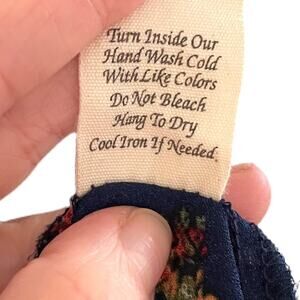 Turn Inside Our
Hand Wash Cold
With Like Colors
Do Not Bleach
Hang To Dry
Cool Iron If Needed.